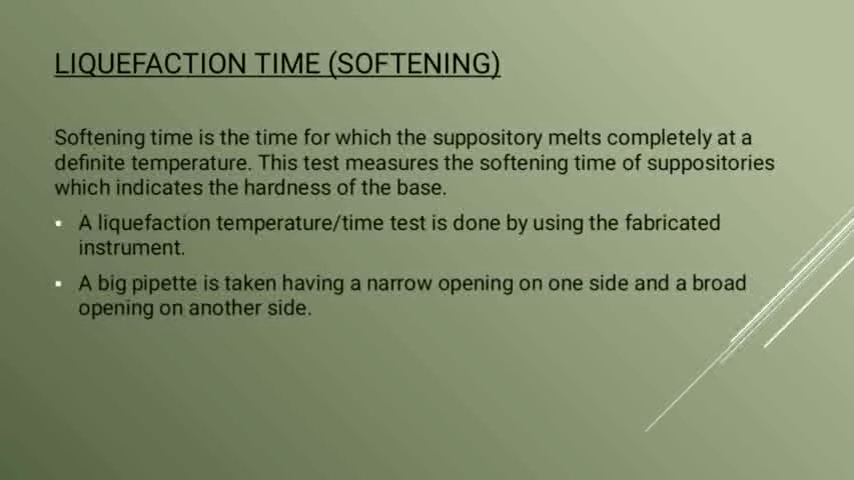 LIQUEFACTION TIME (SOFTENING)
Softening time is the time for which the suppository melts completely at a
definite temperature. This test measures the softening time of suppositories
which indicates the hardness of the base.
▪ A liquefaction temperature/time test is done by using the fabricated
instrument.
▪ A big pipette is taken having a narrow opening on one side and a broad
opening on another side.